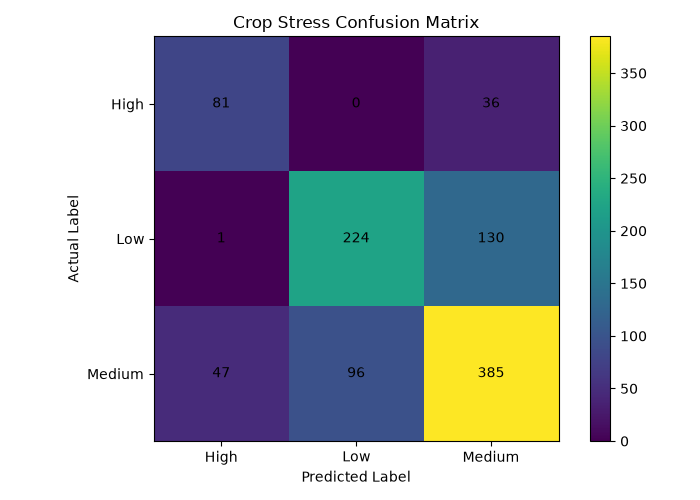 Crop Stress Confusion Matrix
High
81
0
36
350
300
250
200
150
100
50
0
Actual Label
Low
1
224
130
Medium
47
96
385
High
Low
Medium
Predicted Label